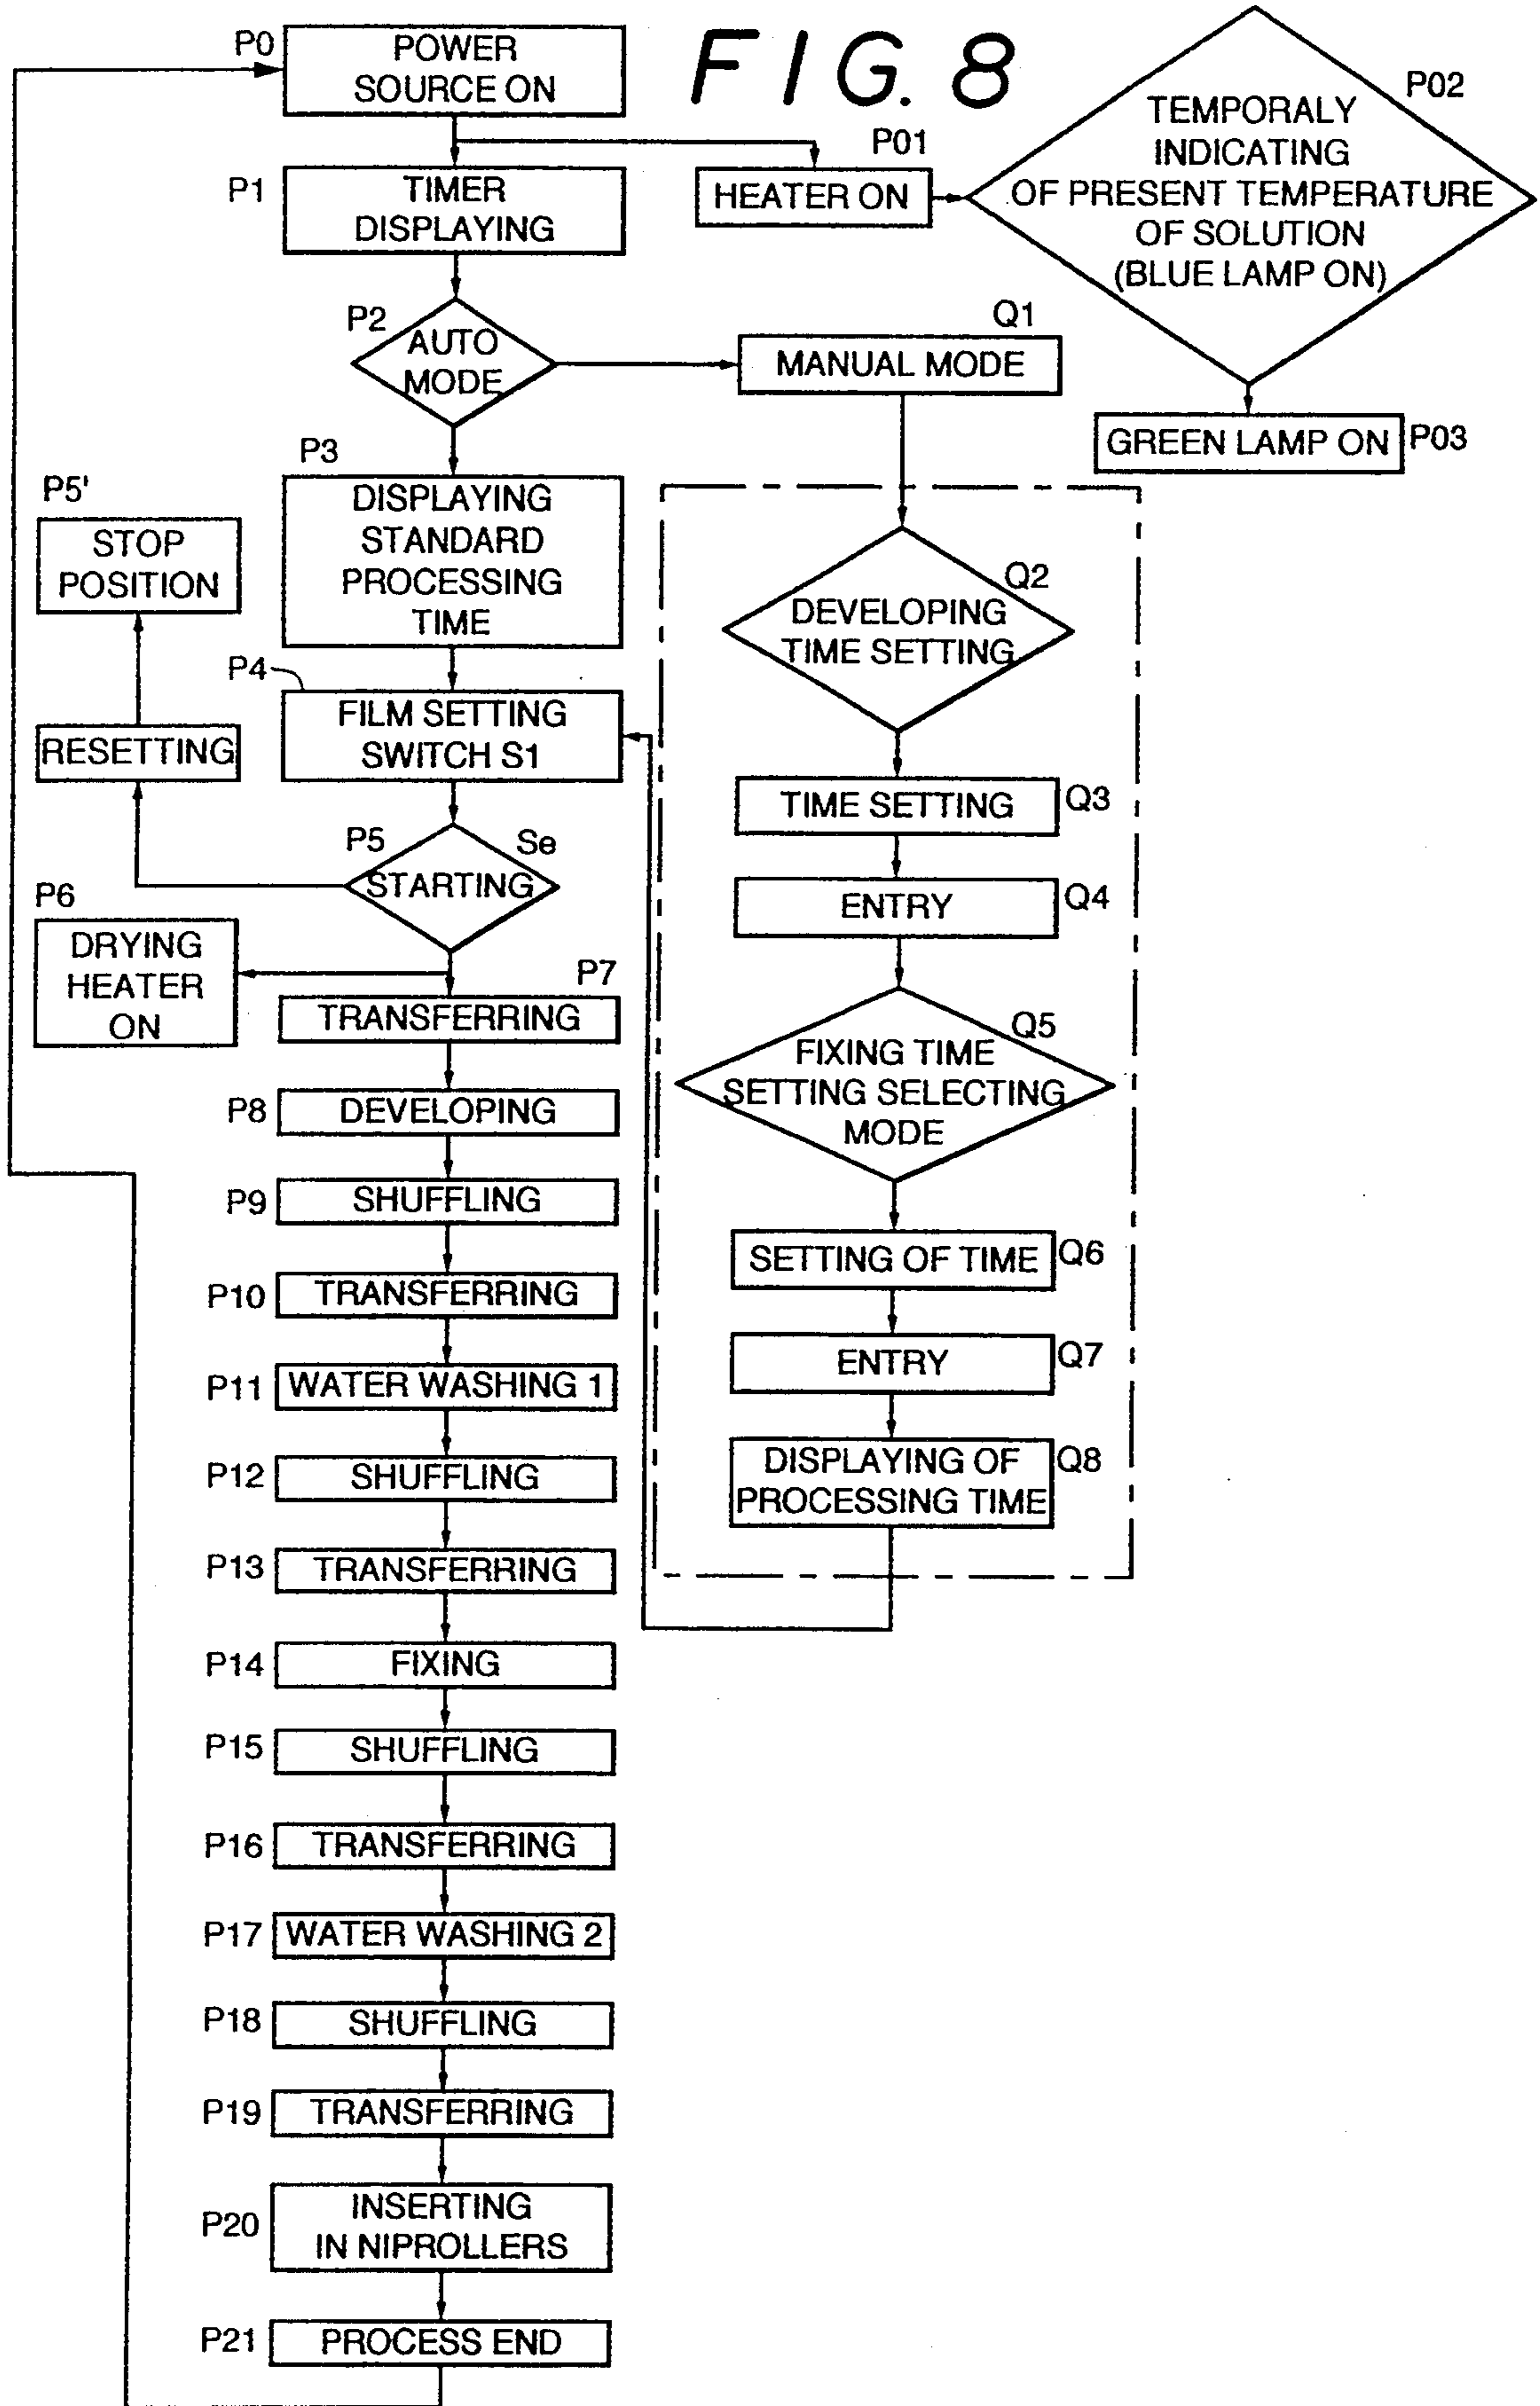 FIG. 8
P0
POWER
SOURCE ON
P01
HEATER ON
P02
TEMPORALY
INDICATING
OF PRESENT TEMPERATURE
OF SOLUTION
(BLUE LAMP ON)
P03
GREEN LAMP ON
P1
TIMER
DISPLAYING
P2
AUTO
MODE
Q1
MANUAL MODE
P3
DISPLAYING
STANDARD
PROCESSING
TIME
P5'
STOP
POSITION
RESETTING
P4
FILM SETTING
SWITCH S1
P5
Se
STARTING
P6
DRYING
HEATER
ON
P7
TRANSFERRING
P8
DEVELOPING
P9
SHUFFLING
P10
TRANSFERRING
P11
WATER WASHING 1
P12
SHUFFLING
P13
TRANSFERRING
P14
FIXING
P15
SHUFFLING
P16
TRANSFERRING
P17
WATER WASHING 2
P18
SHUFFLING
P19
TRANSFERRING
P20
INSERTING
IN NIPROLLERS
P21
PROCESS END
Q2
DEVELOPING
TIME SETTING
Q3
TIME SETTING
Q4
ENTRY
Q5
FIXING TIME
SETTING SELECTING
MODE
Q6
SETTING OF TIME
Q7
ENTRY
Q8
DISPLAYING OF
PROCESSING TIME